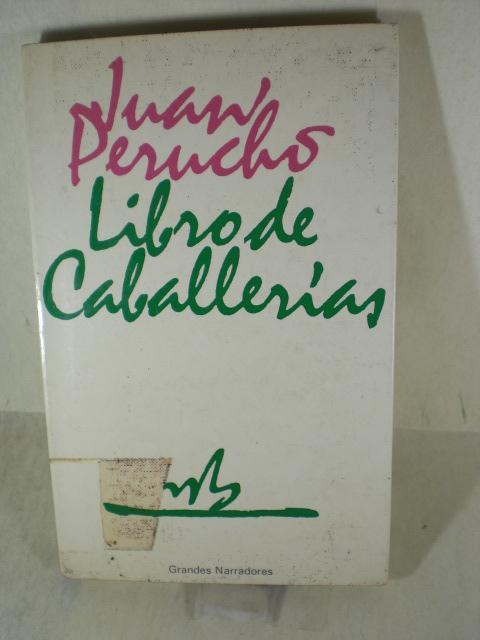 Juan
Perucho
Libro de
Caballerías
Grandes Narradores